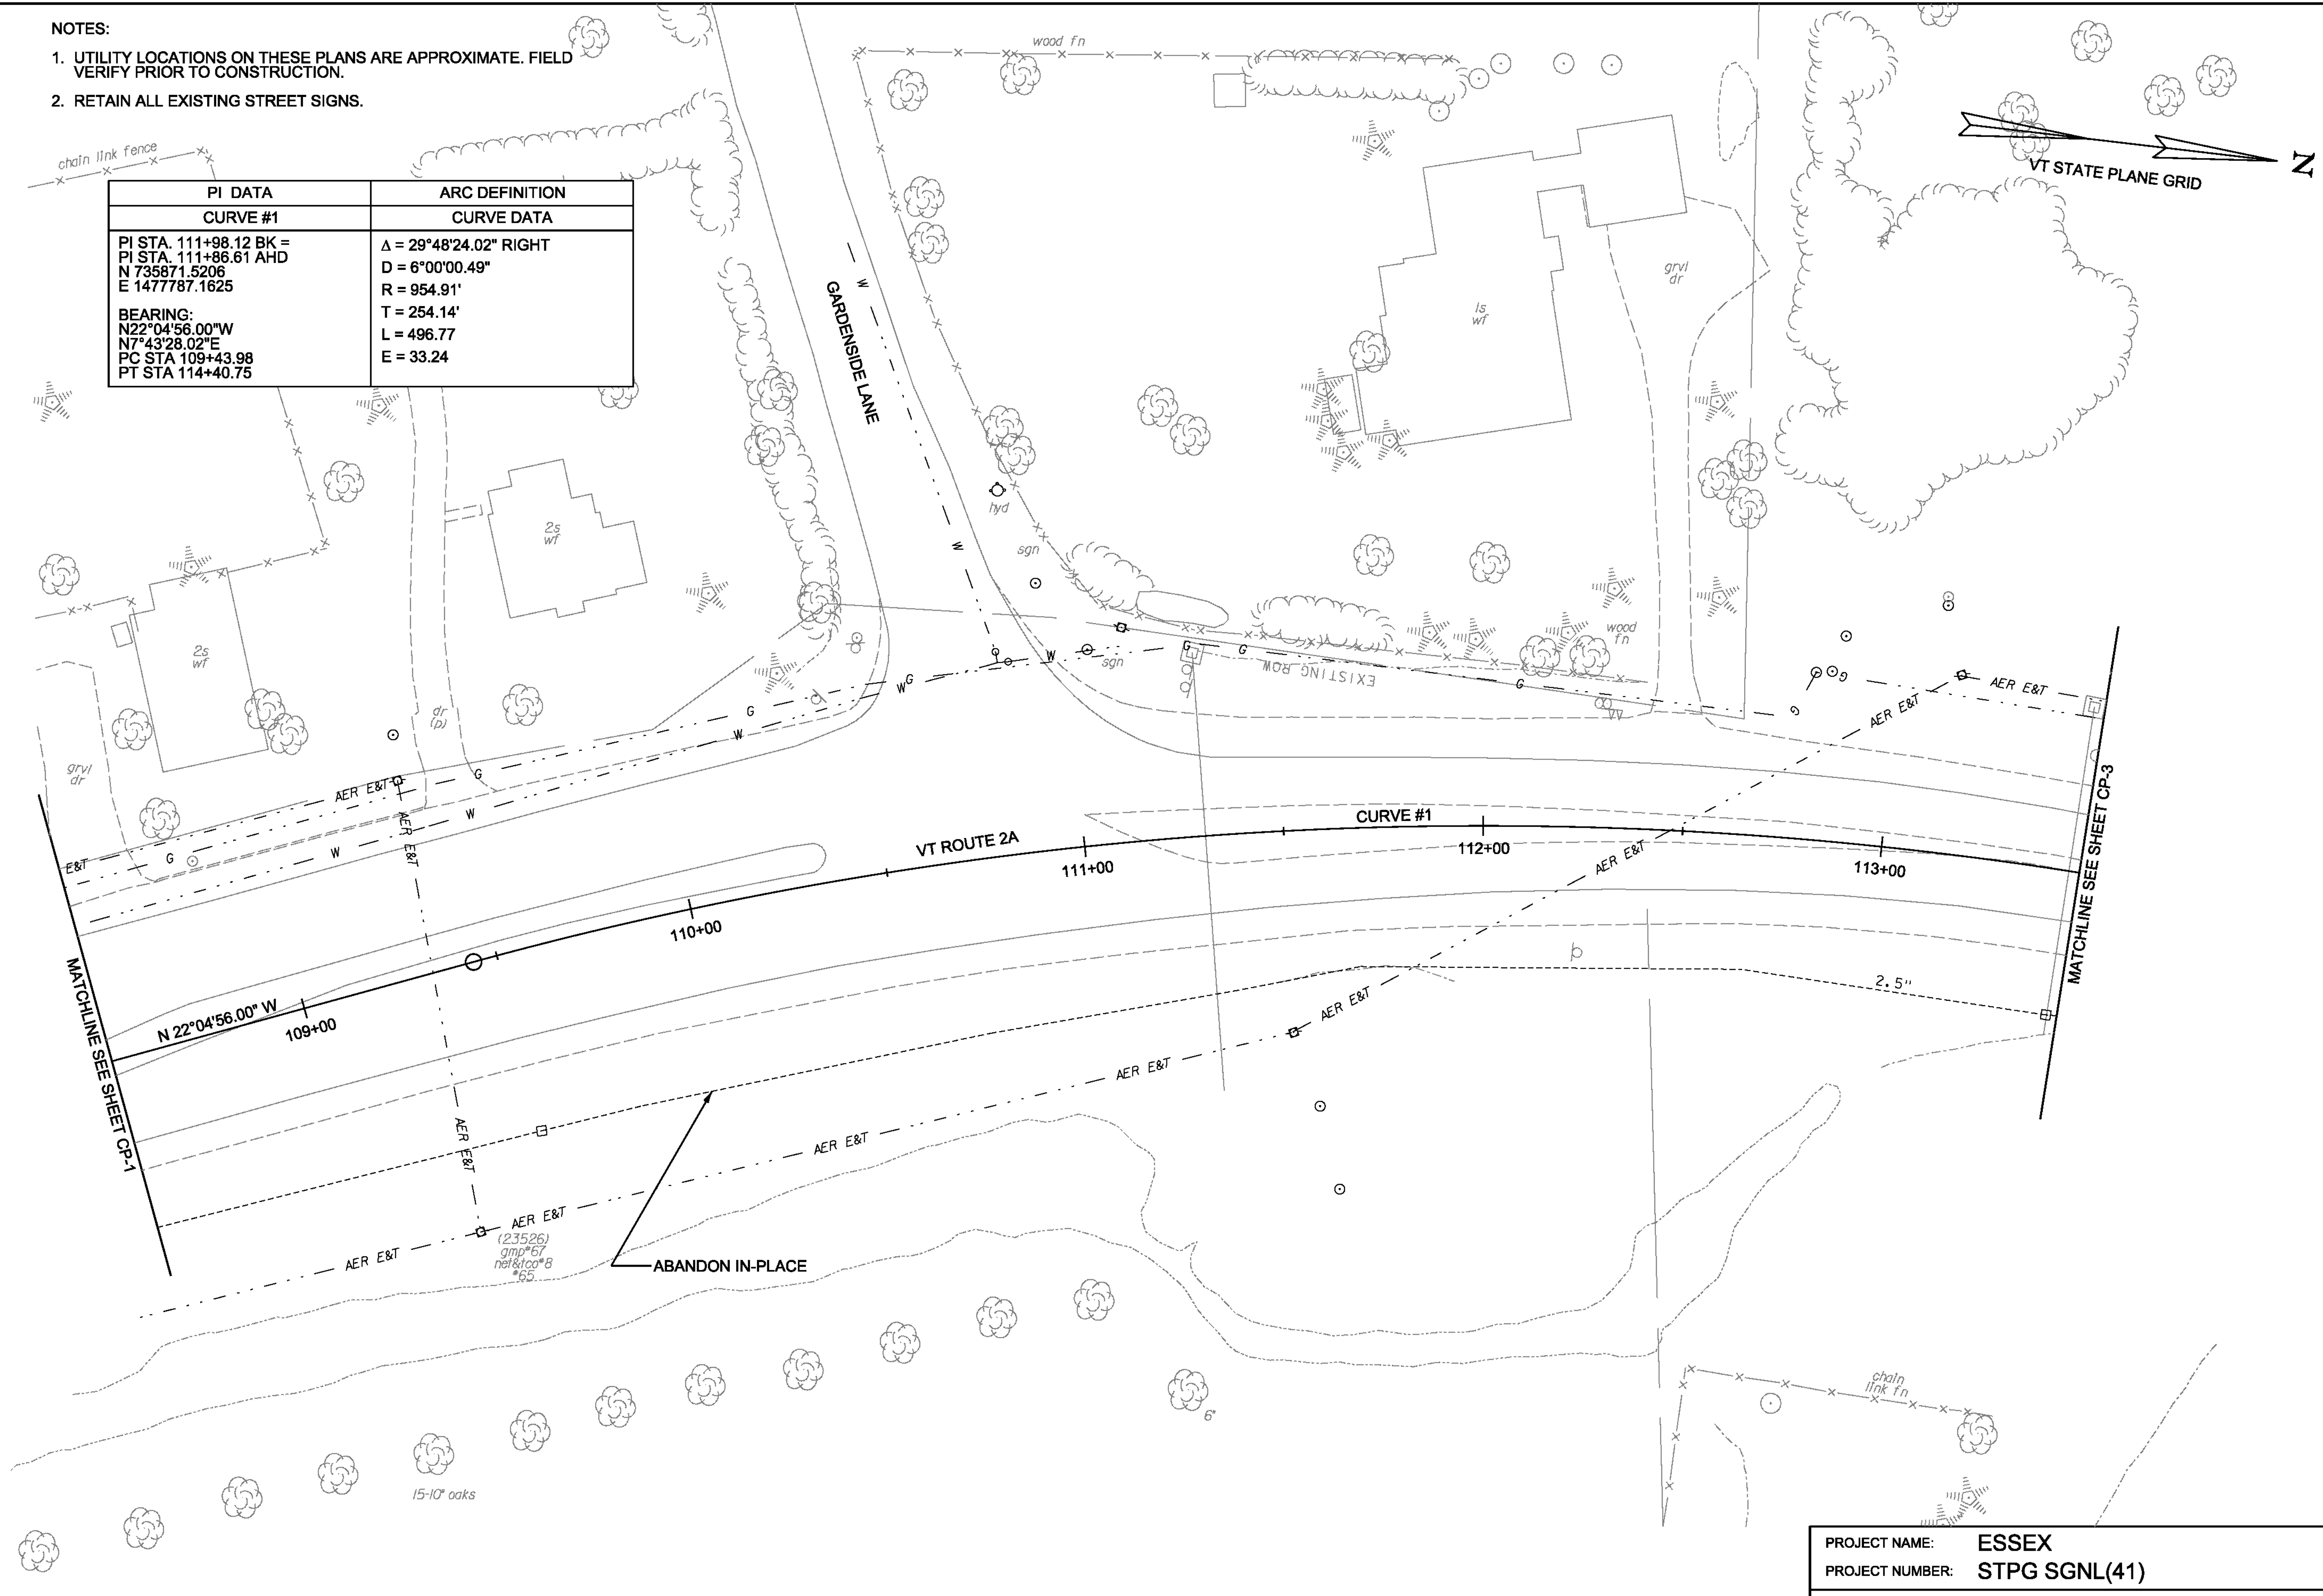 NOTES:
1. UTILITY LOCATIONS ON THESE PLANS ARE APPROXIMATE. FIELD
VERIFY PRIOR TO CONSTRUCTION.
2. RETAIN ALL EXISTING STREET SIGNS.
wood fn
chain link fence
VT STATE PLANE GRID
N
PI DATA
ARC DEFINITION
CURVE #1
CURVE DATA
PI STA. 111+98.12 BK =
PI STA. 111+86.61 AHD
N 735871.5206
E 1477787.1625
BEARING:
N22°04'56.00"W
N7°43'28.02"E
PC STA 109+43.98
PT STA 114+40.75
Δ = 29°48'24.02" RIGHT
D = 6°00'00.49"
R = 954.91'
T = 254.14'
L = 496.77
E = 33.24
W
GARDENSIDE LANE
grvl
dr
1s
wf
2s
wf
hyd
sgn
W
2s
wf
W
sgn
G
G
EXISTING ROW
wood
fn
G
W
G
G
W
dr
(p)
G
G
AER E&T
AER E&T
grvl
dr
AER E&T
G
W
AER E&T
E&T
G
W
VT ROUTE 2A
CURVE #1
111+00
112+00
113+00
AER E&T
110+00
MATCHLINE SEE SHEET CP-3
MATCHLINE SEE SHEET CP-1
N 22°04'56.00" W
109+00
2.5"
AER E&T
AER E&T
AER E&T
AER E&T
AER E&T
AER E&T
(23526)
gmp#67
net&tco#8
#65
ABANDON IN-PLACE
6"
chain
link fn
15-10" oaks
PROJECT NAME: ESSEX
PROJECT NUMBER: STPG SGNL(41)